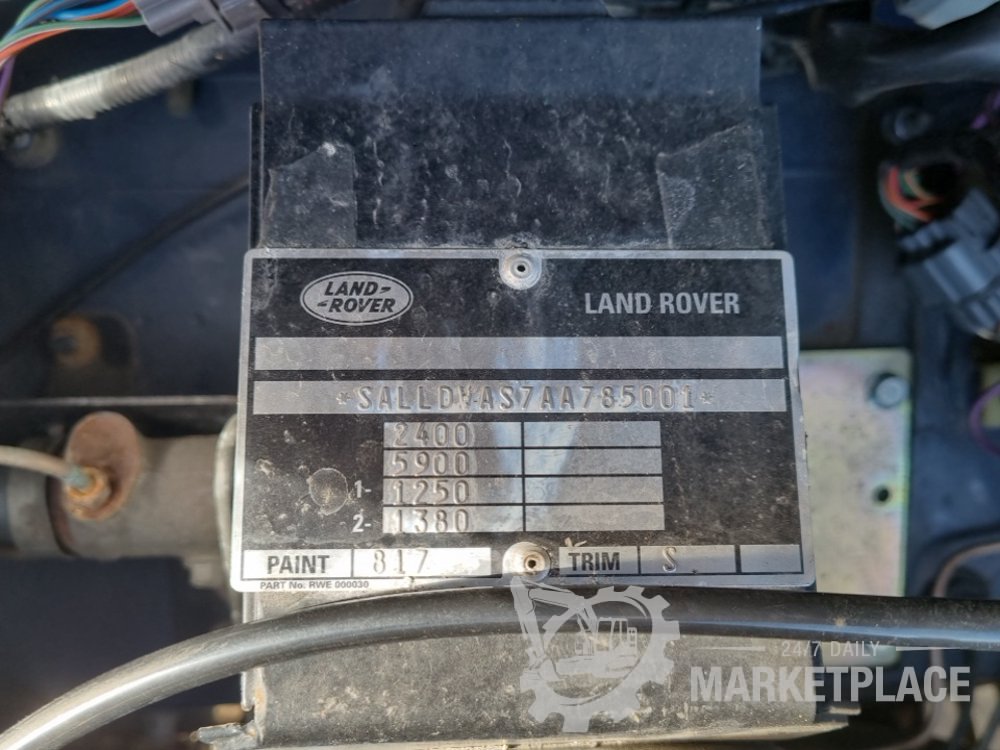 LAND-
-ROVER
LAND ROVER
*SALLDVAS7AA785001*
2400
5900
1- 1250
2- 1380
PAINT 817 TRIM S
PART No. RWE 000030
24/7 DAILY
MARKETPLACE